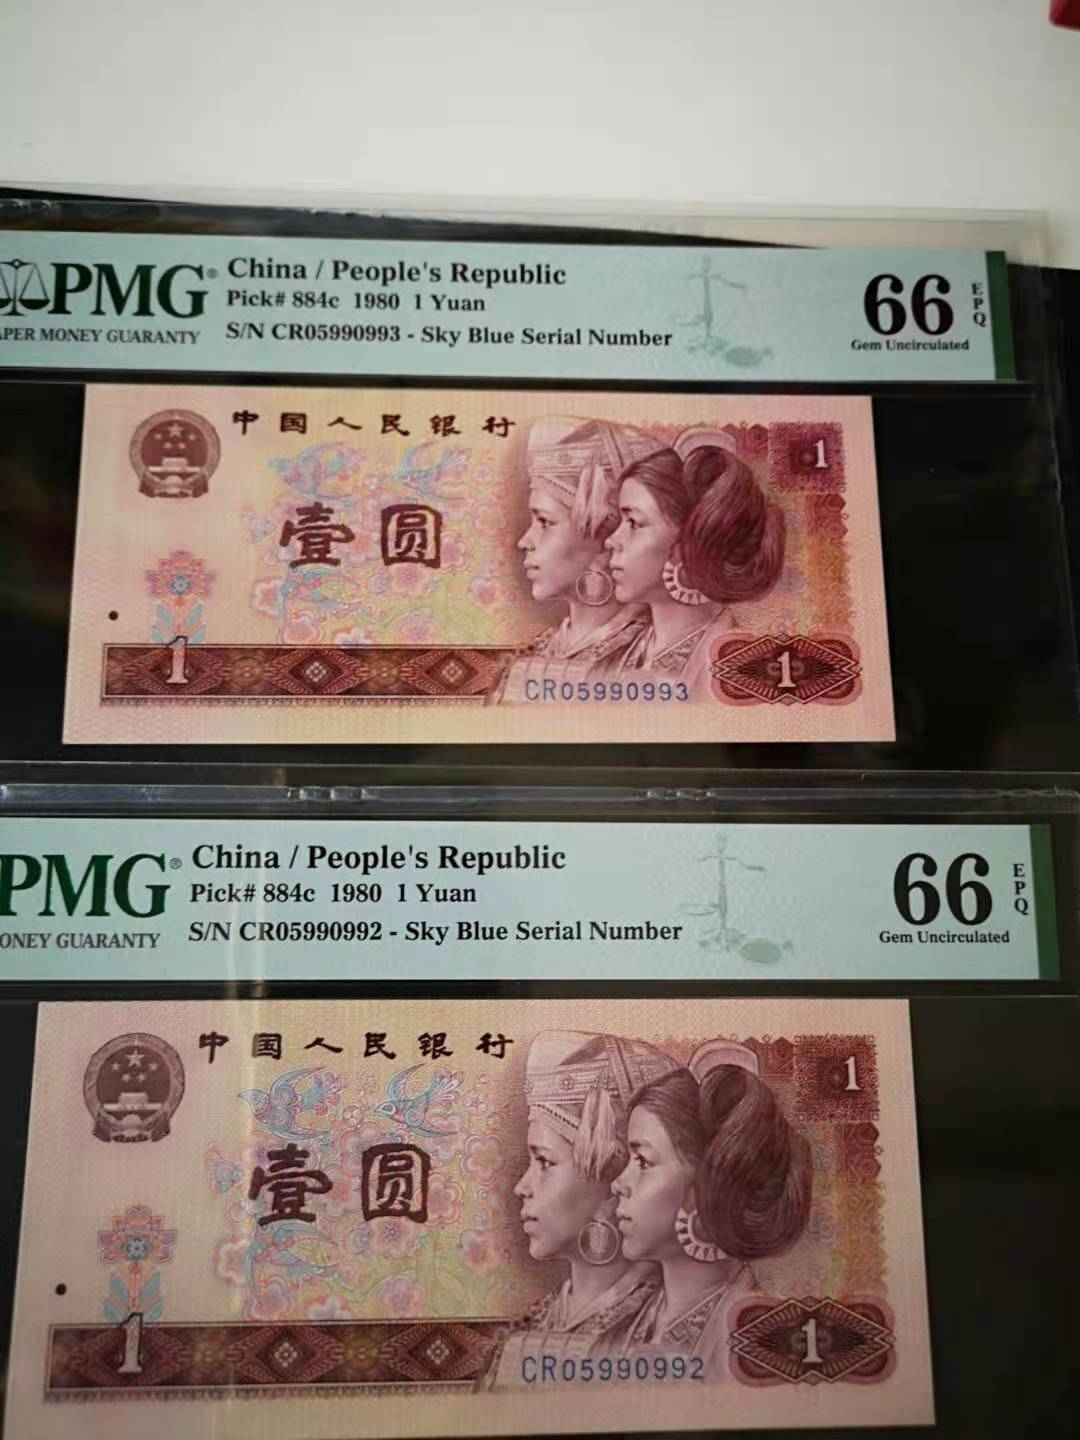 PMG® China / People's Republic
Pick# 884c 1980 1 Yuan
S/N CR05990993 - Sky Blue Serial Number
APER MONEY GUARANTY
66
EPQ
Gem Uncirculated
中国人民银行
1
壹圆
1
1
CR05990993
PMG® China / People's Republic
Pick# 884c 1980 1 Yuan
S/N CR05990992 - Sky Blue Serial Number
ONEY GUARANTY
66
EPQ
Gem Uncirculated
中国人民银行
1
壹圆
1
1
CR05990992